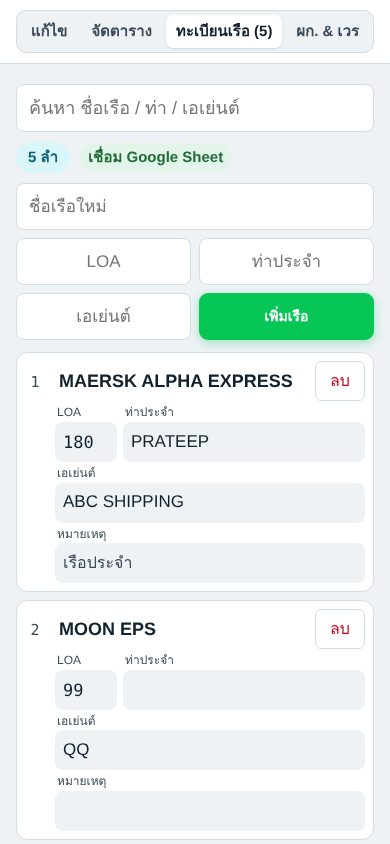 แก้ไข จัดตาราง ทะเบียนเรือ (5) ผก. & เวร
ค้นหา ชื่อเรือ / ท่า / เอเย่นต์
5 ลำ เชื่อม Google Sheet
ชื่อเรือใหม่
LOA ท่าประจำ
เอเย่นต์ เพิ่มเรือ
1 MAERSK ALPHA EXPRESS ลบ
LOA ท่าประจำ
180 PRATEEP
เอเย่นต์
ABC SHIPPING
หมายเหตุ
เรือประจำ
2 MOON EPS ลบ
LOA ท่าประจำ
99
เอเย่นต์
QQ
หมายเหตุ